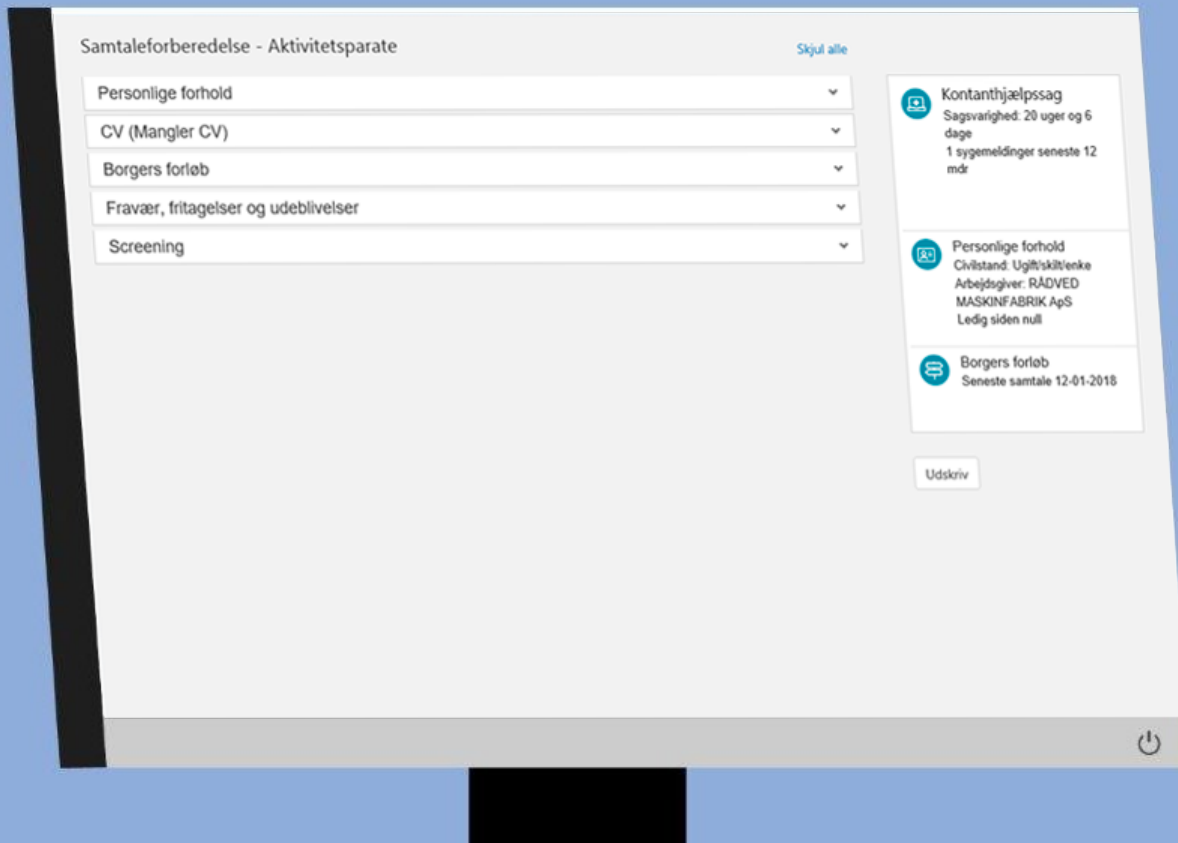 Samtaleforberedelse - Aktivitetsparate
Skjul alle
Personlige forhold
CV (Mangler CV)
Borgers forløb
Fravær, fritagelser og udeblivelser
Screening
Kontanthjælpssag
Sagsvarighed: 20 uger og 6
dage
1 sygemeldinger seneste 12
mdr
Personlige forhold
Civilstand: Ugift/skilt/enke
Arbejdsgiver: RÅDVED
MASKINFABRIK ApS
Ledig siden null
Borgers forløb
Seneste samtale 12-01-2018
Udskriv